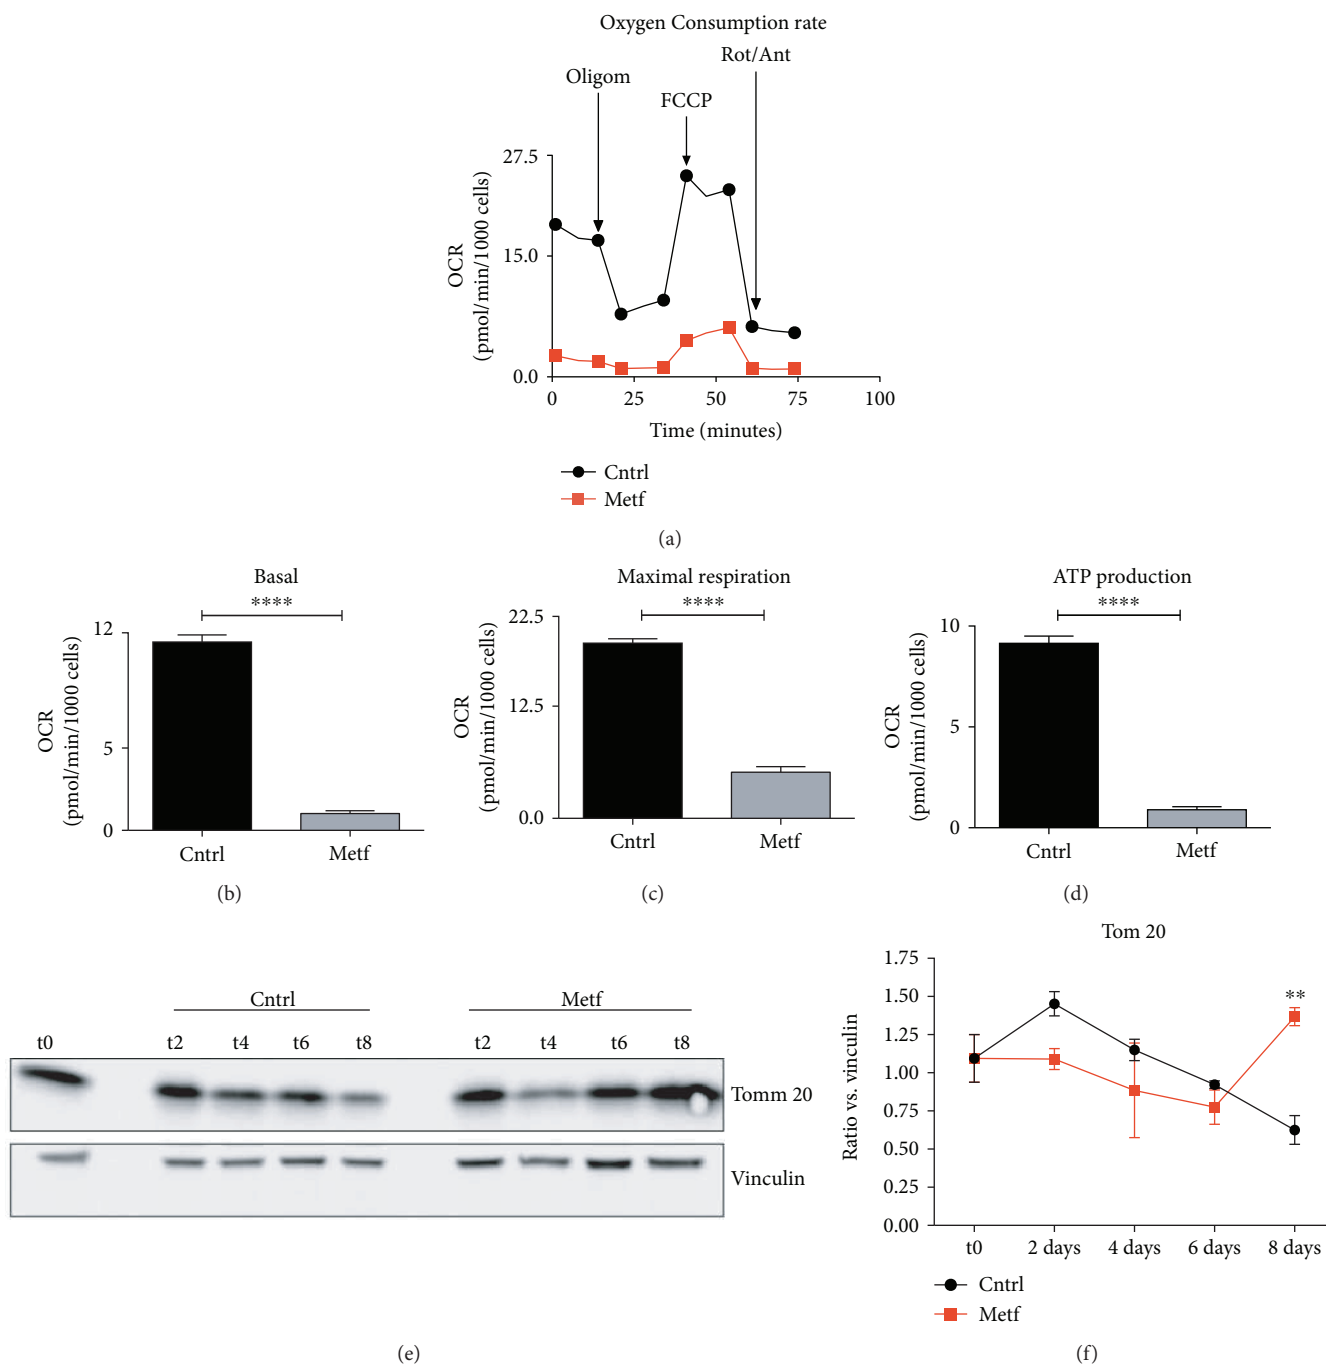 Oxygen Consumption rate
Rot/Ant
Oligom
FCCP
27.5
15.0
0.0
OCR
(pmol/min/1000 cells)
0 25 50 75 100
Time (minutes)
Cntrl
Metf
(a)
Basal
****
12
5
0
OCR
(pmol/min/1000 cells)
Cntrl Metf
(b)
Maximal respiration
****
22.5
12.5
0.0
OCR
(pmol/min/1000 cells)
Cntrl Metf
(c)
ATP production
****
10
5
0
OCR
(pmol/min/1000 cells)
Cntrl Metf
(d)
Cntrl Metf
t0 t2 t4 t6 t8 t2 t4 t6 t8
Tomm 20
Vinculin
(e)
Tom 20
1.75
1.50
1.25
1.00
0.75
0.50
0.25
0.00
Ratio vs. vinculin
**
t0 2 days 4 days 6 days 8 days
Cntrl
Metf
(f)